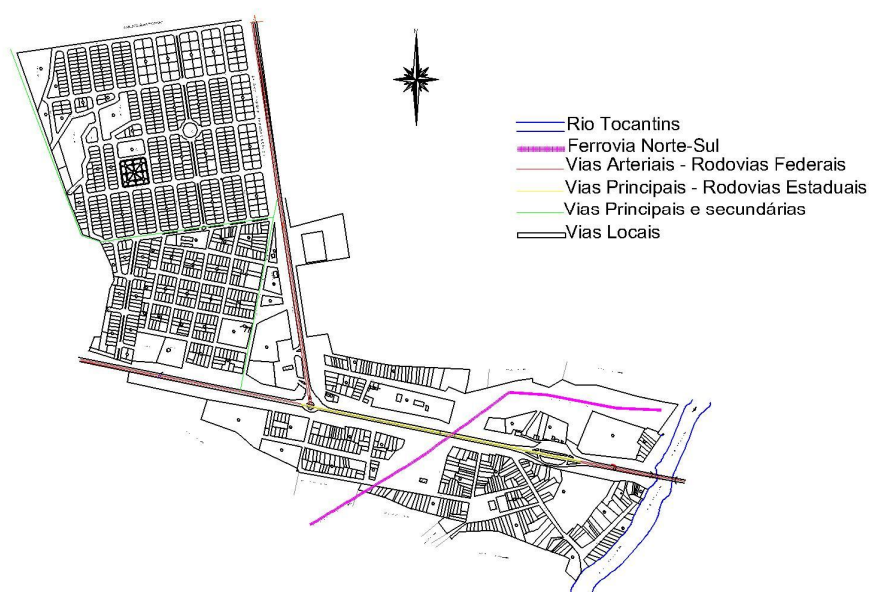 Rio Tocantins
Ferrovia Norte-Sul
Vias Arteriais - Rodovias Federais
Vias Principais - Rodovias Estaduais
Vias Principais e secundárias
Vias Locais